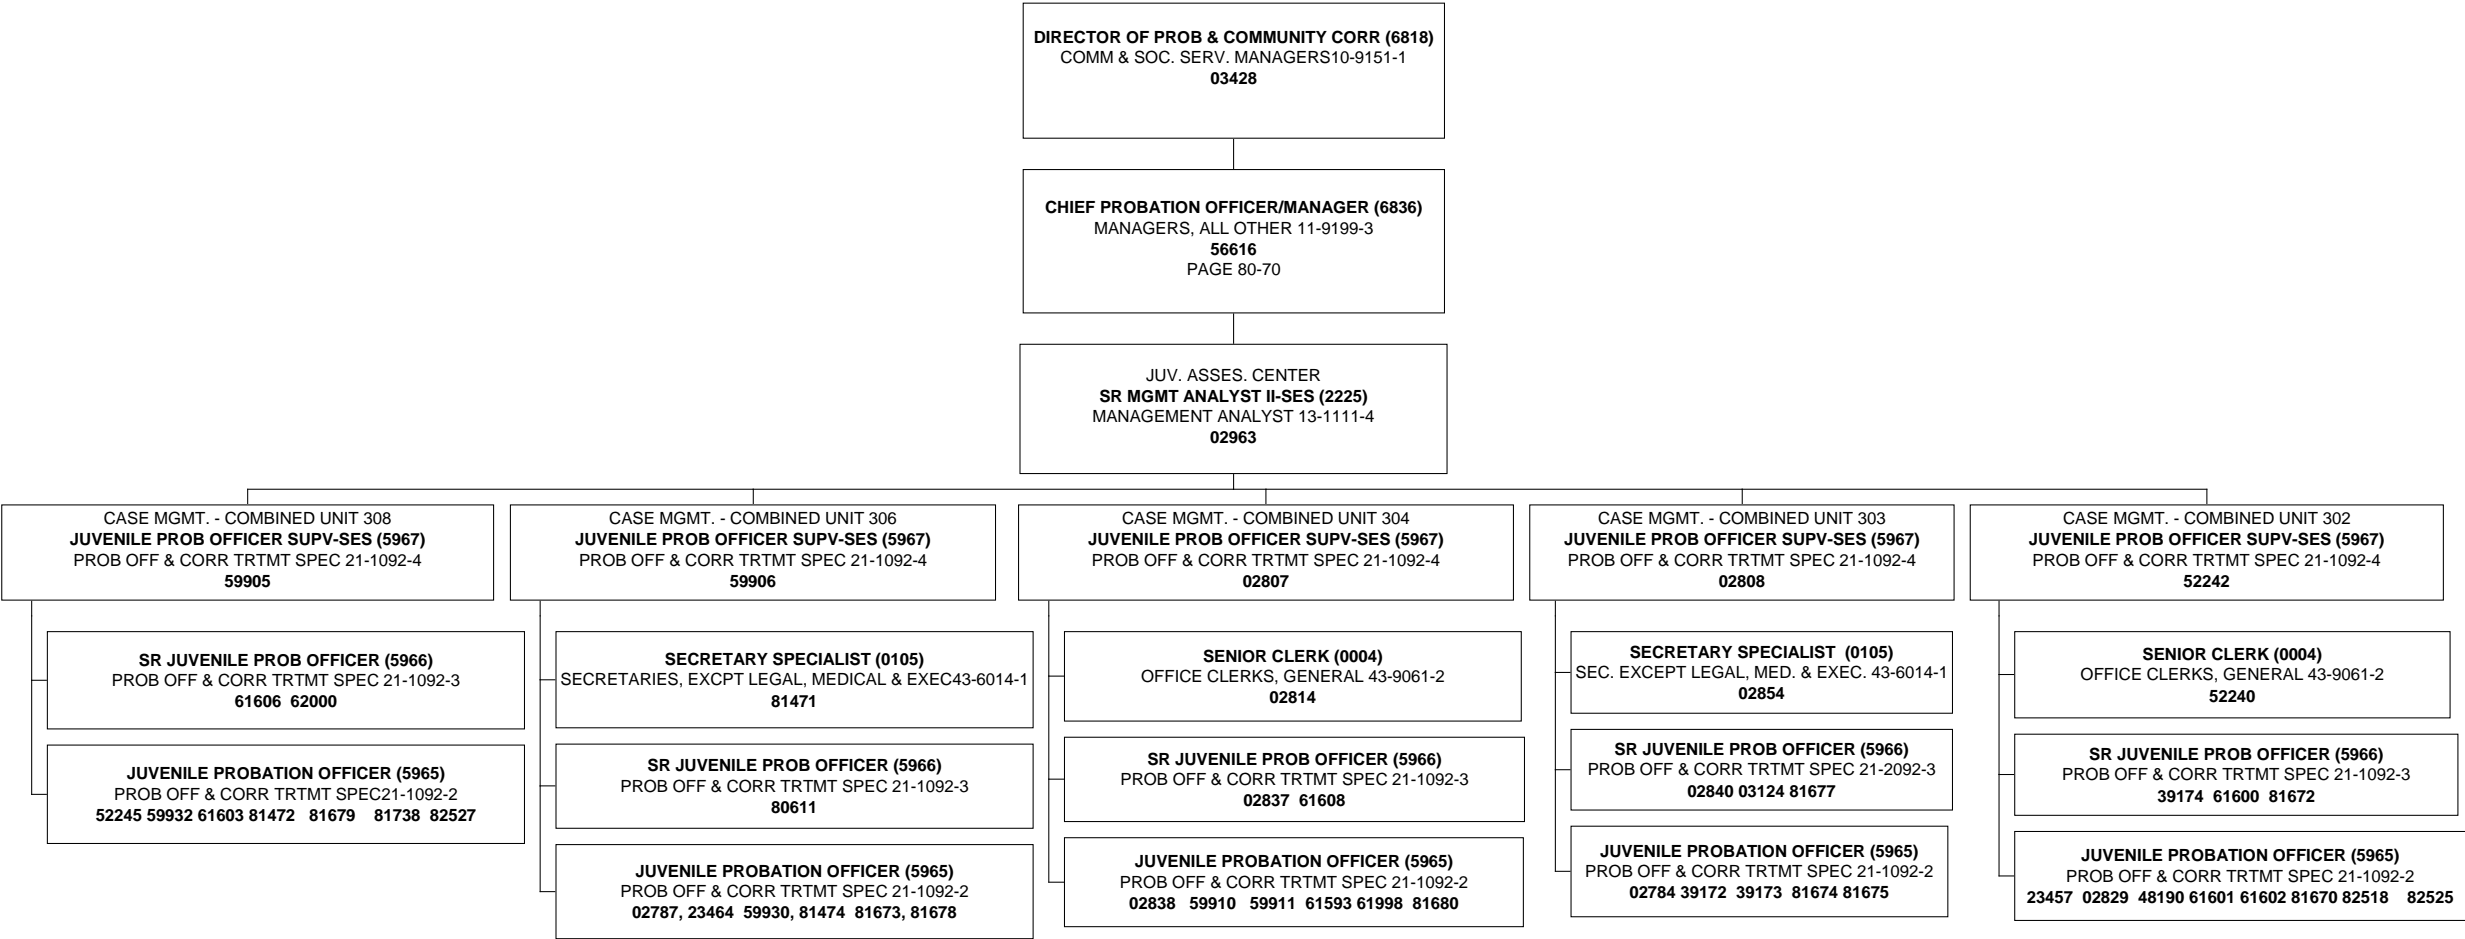 DIRECTOR OF PROB & COMMUNITY CORR (6818)
COMM & SOC. SERV. MANAGERS10-9151-1
03428
CHIEF PROBATION OFFICER/MANAGER (6836)
MANAGERS, ALL OTHER 11-9199-3
56616
PAGE 80-70
JUV. ASSES. CENTER
SR MGMT ANALYST II-SES (2225)
MANAGEMENT ANALYST 13-1111-4
02963
CASE MGMT. - COMBINED UNIT 308
JUVENILE PROB OFFICER SUPV-SES (5967)
PROB OFF & CORR TRTMT SPEC 21-1092-4
59905
SR JUVENILE PROB OFFICER (5966)
PROB OFF & CORR TRTMT SPEC 21-1092-3
61606 62000
JUVENILE PROBATION OFFICER (5965)
PROB OFF & CORR TRTMT SPEC21-1092-2
52245 59932 61603 81472 81679 81738 82527
CASE MGMT. - COMBINED UNIT 306
JUVENILE PROB OFFICER SUPV-SES (5967)
PROB OFF & CORR TRTMT SPEC 21-1092-4
59906
SECRETARY SPECIALIST (0105)
SECRETARIES, EXCPT LEGAL, MEDICAL & EXEC43-6014-1
81471
SR JUVENILE PROB OFFICER (5966)
PROB OFF & CORR TRTMT SPEC 21-1092-3
80611
JUVENILE PROBATION OFFICER (5965)
PROB OFF & CORR TRTMT SPEC 21-1092-2
02787, 23464 59930, 81474 81673, 81678
CASE MGMT. - COMBINED UNIT 304
JUVENILE PROB OFFICER SUPV-SES (5967)
PROB OFF & CORR TRTMT SPEC 21-1092-4
02807
SENIOR CLERK (0004)
OFFICE CLERKS, GENERAL 43-9061-2
02814
SR JUVENILE PROB OFFICER (5966)
PROB OFF & CORR TRTMT SPEC 21-1092-3
02837 61608
JUVENILE PROBATION OFFICER (5965)
PROB OFF & CORR TRTMT SPEC 21-1092-2
02838 59910 59911 61593 61998 81680
CASE MGMT. - COMBINED UNIT 303
JUVENILE PROB OFFICER SUPV-SES (5967)
PROB OFF & CORR TRTMT SPEC 21-1092-4
02808
SECRETARY SPECIALIST (0105)
SEC. EXCEPT LEGAL, MED. & EXEC. 43-6014-1
02854
SR JUVENILE PROB OFFICER (5966)
PROB OFF & CORR TRTMT SPEC 21-2092-3
02840 03124 81677
JUVENILE PROBATION OFFICER (5965)
PROB OFF & CORR TRTMT SPEC 21-1092-2
02784 39172 39173 81674 81675
CASE MGMT. - COMBINED UNIT 302
JUVENILE PROB OFFICER SUPV-SES (5967)
PROB OFF & CORR TRTMT SPEC 21-1092-4
52242
SENIOR CLERK (0004)
OFFICE CLERKS, GENERAL 43-9061-2
52240
SR JUVENILE PROB OFFICER (5966)
PROB OFF & CORR TRTMT SPEC 21-1092-3
39174 61600 81672
JUVENILE PROBATION OFFICER (5965)
PROB OFF & CORR TRTMT SPEC 21-1092-2
23457 02829 48190 61601 61602 81670 82518 82525